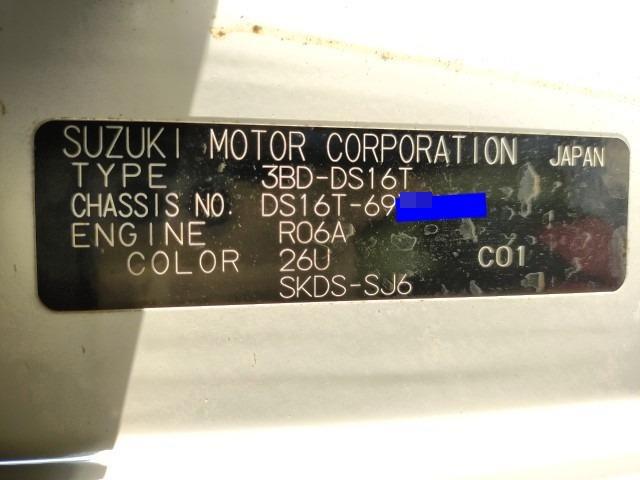 SUZUKI MOTOR CORPORATION JAPAN
TYPE 3BD-DS16T
CHASSIS NO. DS16T-69
ENGINE R06A
COLOR 26U C01
SKDS-SJ6